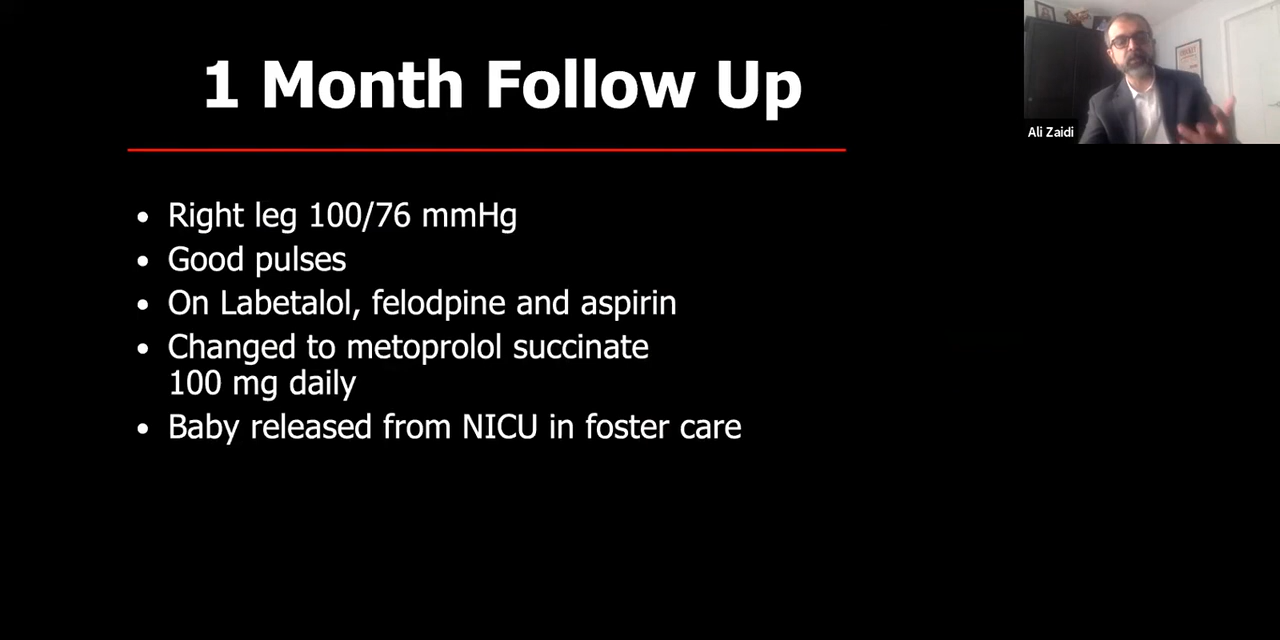 1 Month Follow Up
Ali Zaidi
• Right leg 100/76 mmHg
• Good pulses
• On Labetalol, felodpine and aspirin
• Changed to metoprolol succinate
100 mg daily
• Baby released from NICU in foster care